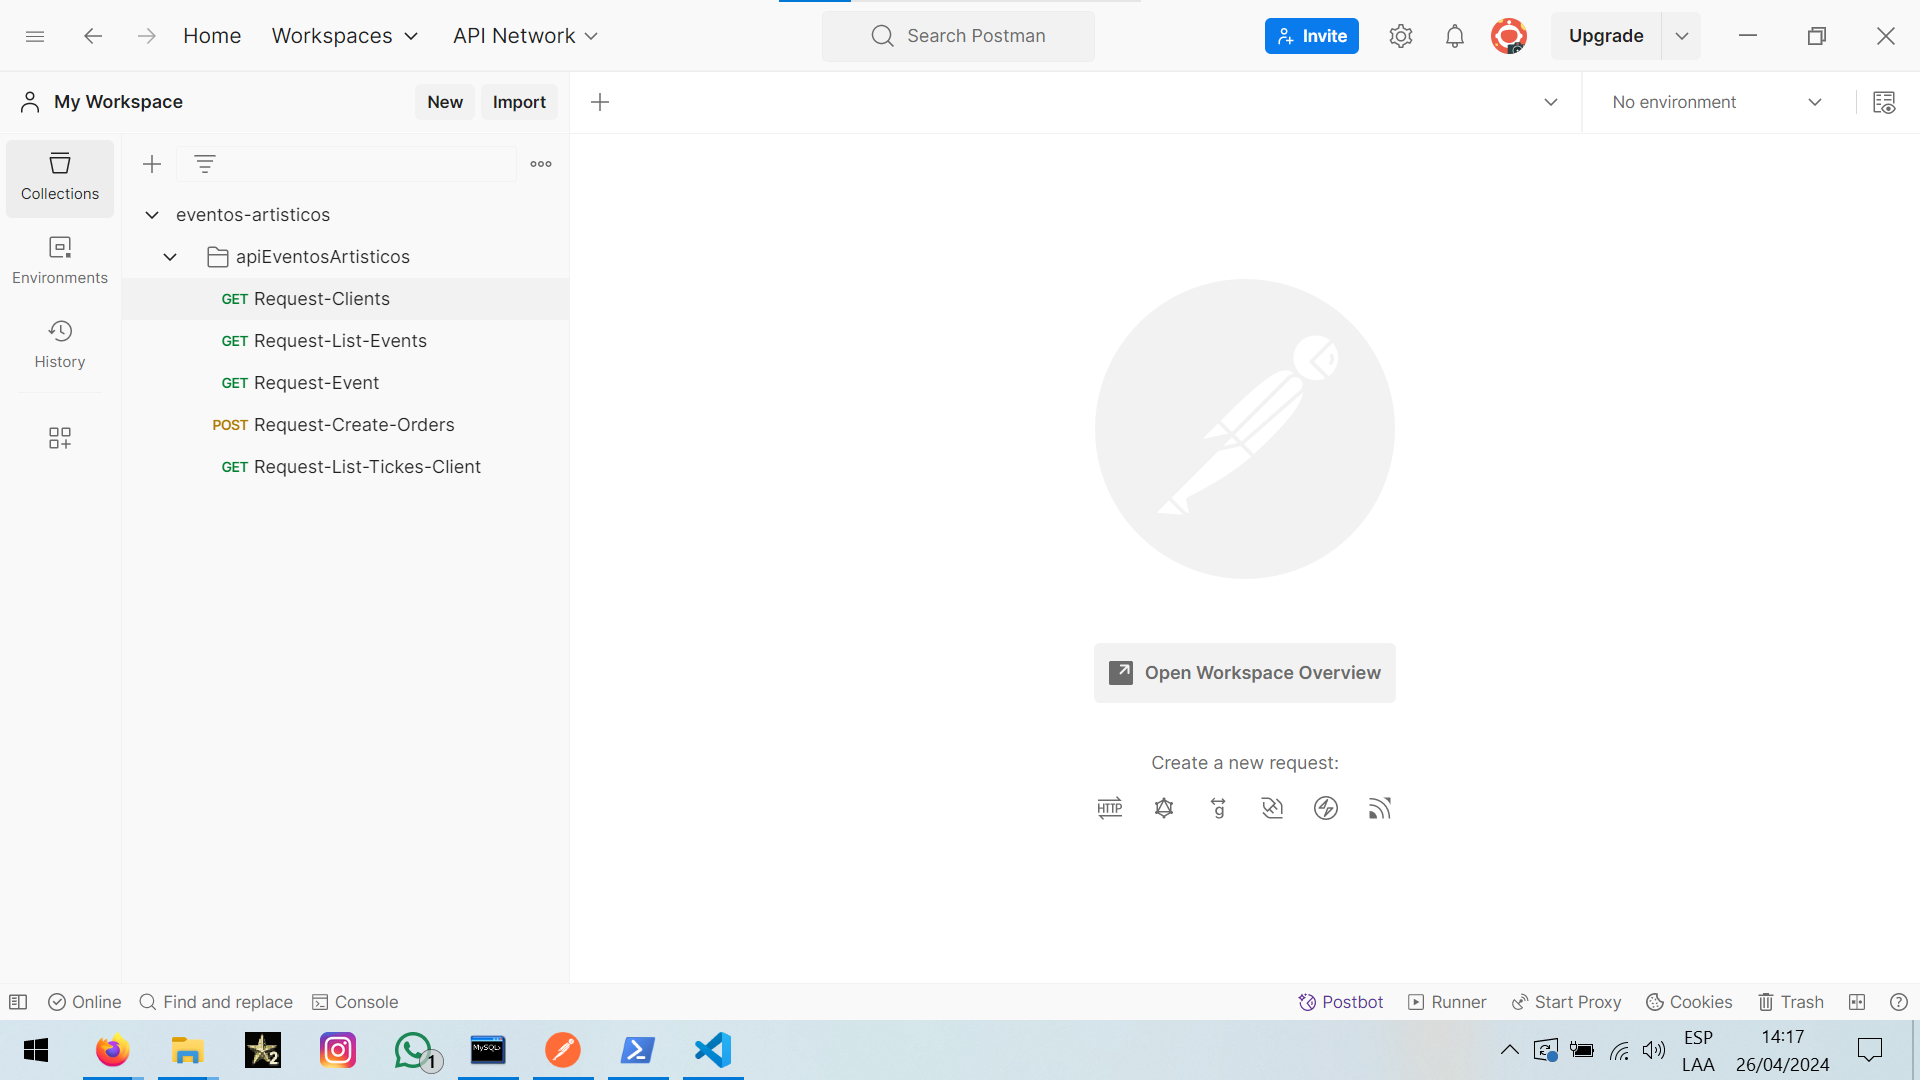 Home
Workspaces
API Network
Search Postman
Invite
Upgrade
My Workspace
New
Import
No environment
Collections
Environments
History
eventos-artisticos
apiEventosArtisticos
GET Request-Clients
GET Request-List-Events
GET Request-Event
POST Request-Create-Orders
GET Request-List-Tickes-Client
Open Workspace Overview
Create a new request:
HTTP
g
Online
Find and replace
Console
Postbot
Runner
Start Proxy
Cookies
Trash
2
1
MySQL>
ESP
LAA
14:17
26/04/2024